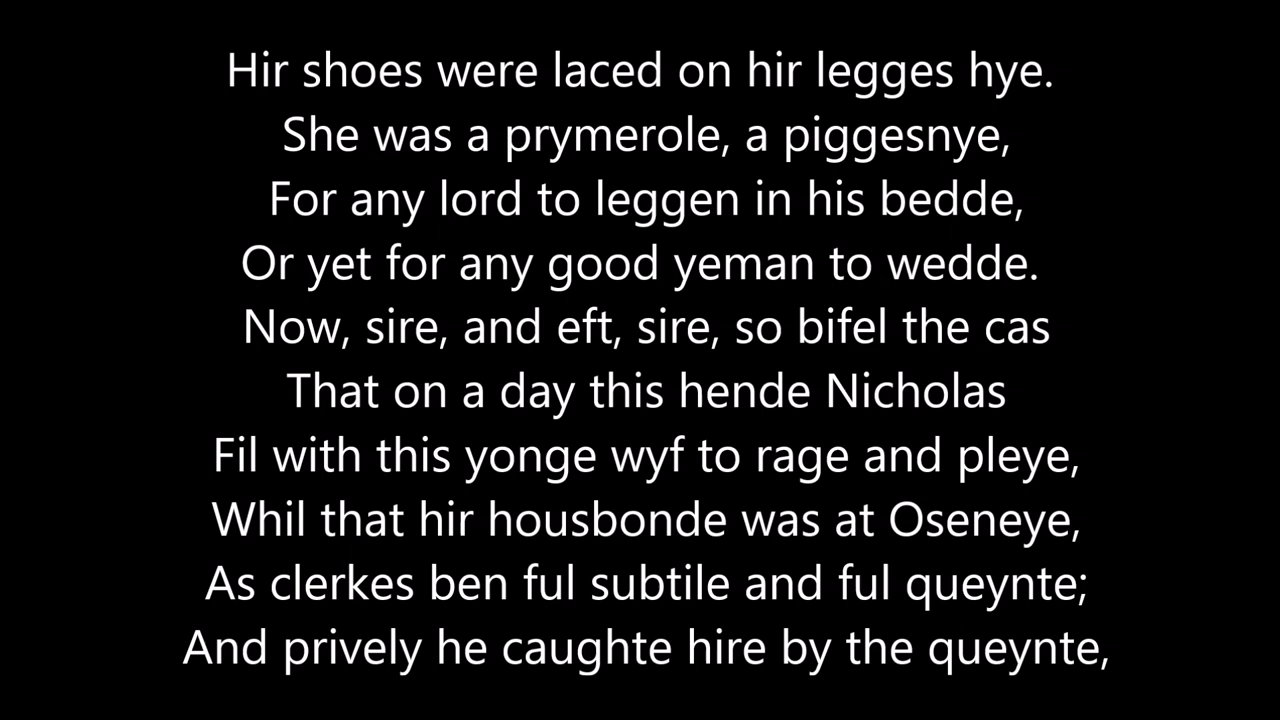 Hir shoes were laced on hir legges hye.
She was a prymerole, a piggesnye,
For any lord to leggen in his bedde,
Or yet for any good yeman to wedde.
Now, sire, and eft, sire, so bifel the cas
That on a day this hende Nicholas
Fil with this yonge wyf to rage and pleye,
Whil that hir housbonde was at Oseneye,
As clerkes ben ful subtile and ful queynte;
And prively he caughte hire by the queynte,